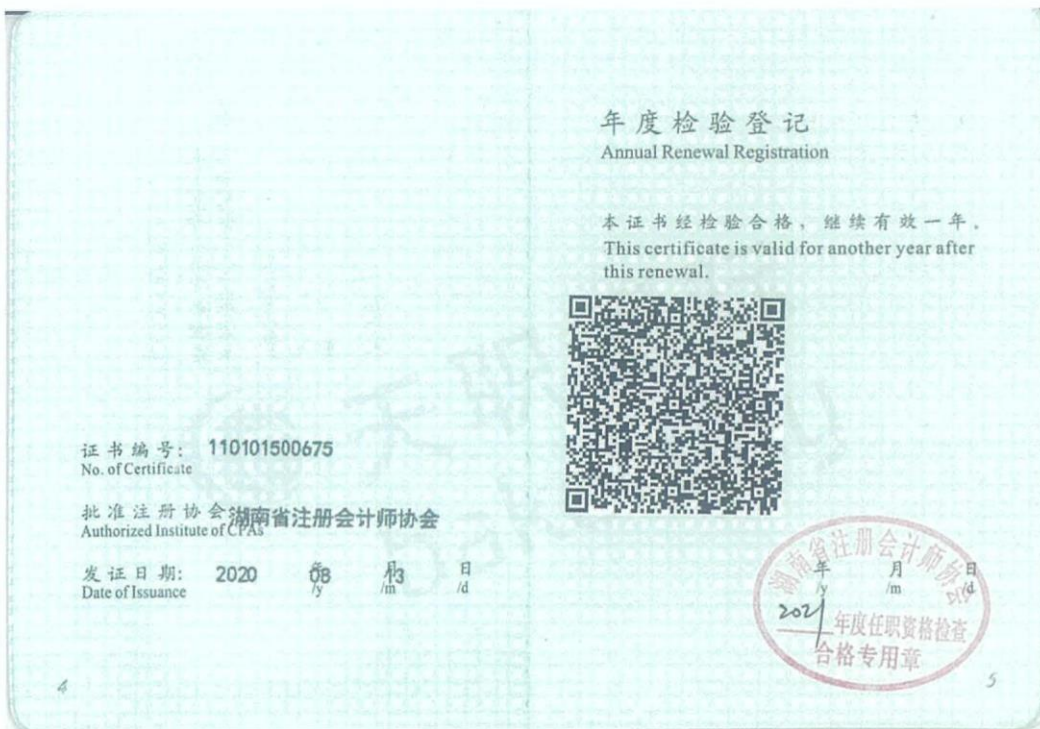 证书编号： 110101500675
No. of Certificate
批准注册协会：湖南省注册会计师协会
Authorized Institute of CPAs
发证日期： 2020 年 08 月 13 日
Date of Issuance /y /m /d
4
年度检验登记
Annual Renewal Registration
本证书经检验合格，继续有效一年。
This certificate is valid for another year after
this renewal.
年 月 日
/y /m /d
湖南省注册会计师协会
2021 年度任职资格检查
合格专用章
5